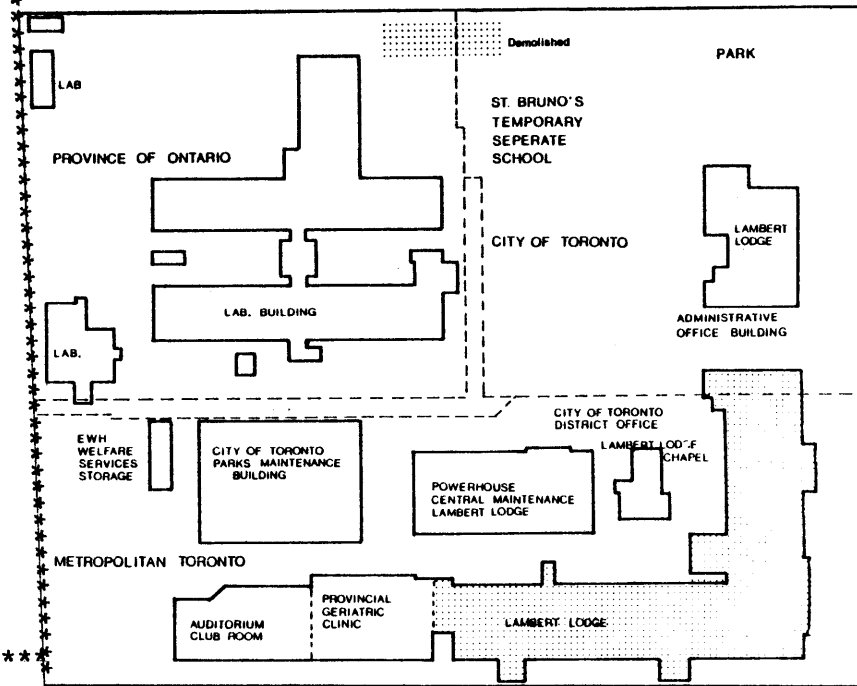 Demolished
PARK
LAB
ST. BRUNO'S
TEMPORARY
SEPERATE
SCHOOL
PROVINCE OF ONTARIO
LAMBERT
LODGE
CITY OF TORONTO
LAB. BUILDING
ADMINISTRATIVE
OFFICE BUILDING
LAB.
CITY OF TORONTO
DISTRICT OFFICE
EWH
WELFARE
SERVICES
STORAGE
CITY OF TORONTO
PARKS MAINTENANCE
BUILDING
LAMBERT LODGE
CHAPEL
POWERHOUSE
CENTRAL MAINTENANCE
LAMBERT LODGE
METROPOLITAN TORONTO
PROVINCIAL
GERIATRIC
CLINIC
AUDITORIUM
CLUB ROOM
LAMBERT LODGE
**